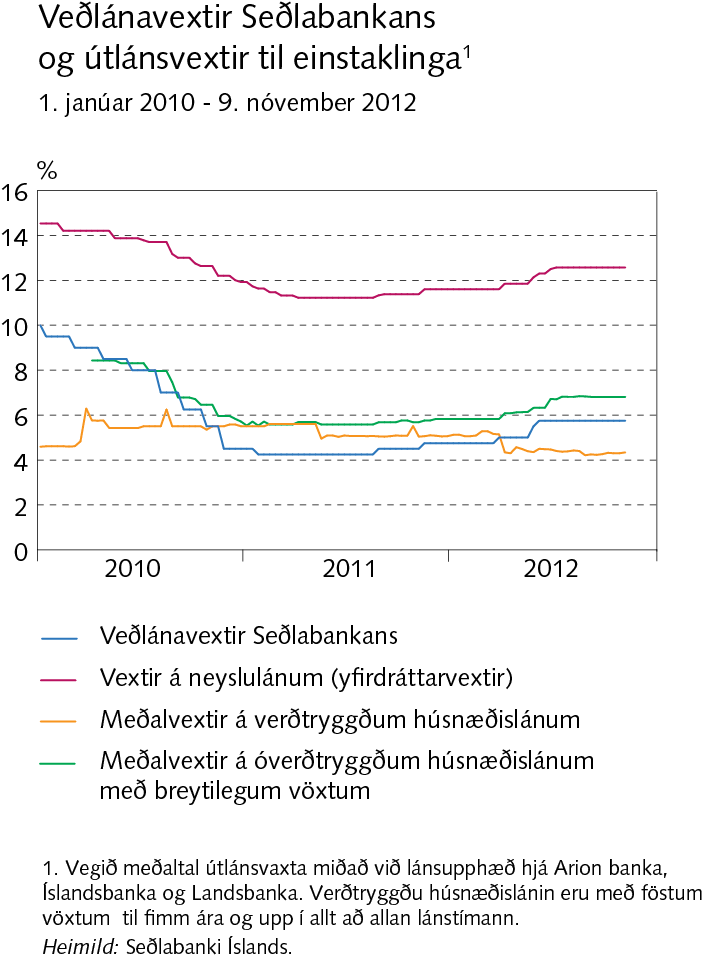 Veðlánavextir Seðlabankans
og útlánsvextir til einstaklinga¹
1. janúar 2010 - 9. nóvember 2012
%
16
14
12
10
8
6
4
2
0
2010 2011 2012
Veðlánavextir Seðlabankans
Vextir á neyslulánum (yfirdráttarvextir)
Meðalvextir á verðtryggðum húsnæðislánum
Meðalvextir á óverðtryggðum húsnæðislánum
með breytilegum vöxtum
1. Vegið meðaltal útlánsvaxta miðað við lánsupphæð hjá Arion banka,
Íslandsbanka og Landsbanka. Verðtryggðu húsnæðislánin eru með föstum
vöxtum til fimm ára og upp í allt að allan lánstímann.
Heimild: Seðlabanki Íslands.